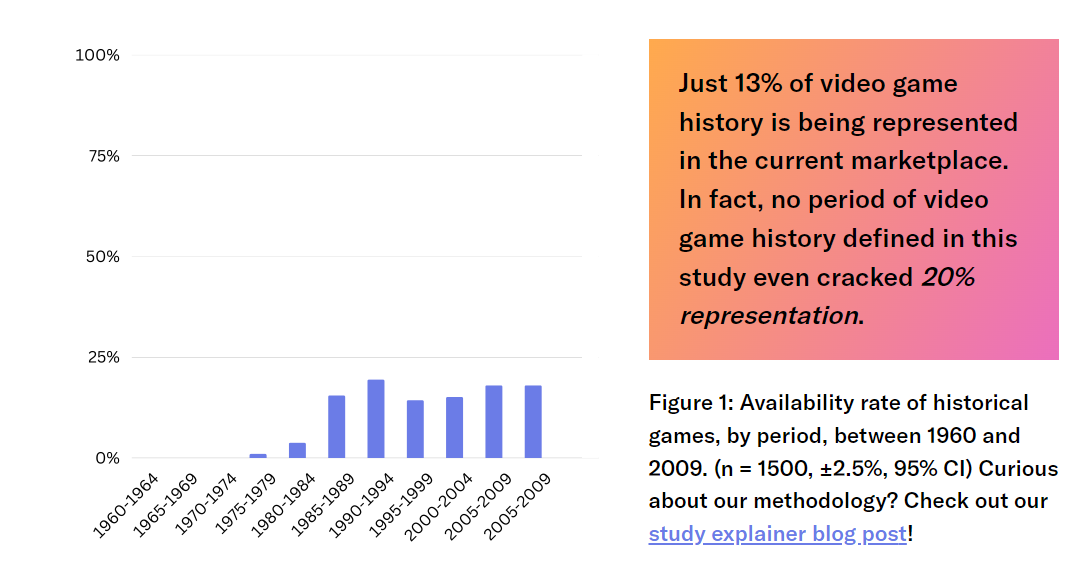 100%
75%
50%
25%
0%
1960-1964
1965-1969
1970-1974
1975-1979
1980-1984
1985-1989
1990-1994
1995-1999
2000-2004
2005-2009
2005-2009
Just 13% of video game
history is being represented
in the current marketplace.
In fact, no period of video
game history defined in this
study even cracked 20%
representation.
Figure 1: Availability rate of historical
games, by period, between 1960 and
2009. (n = 1500, ±2.5%, 95% CI) Curious
about our methodology? Check out our
study explainer blog post!